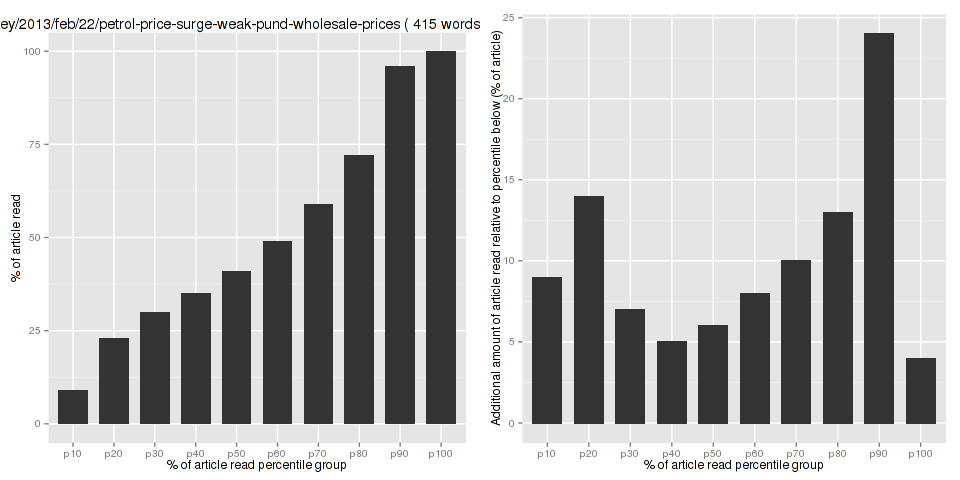 ey/2013/feb/22/petrol-price-surge-weak-pund-wholesale-prices ( 415 words
% of article read
100
75
50
25
0
p10 p20 p30 p40 p50 p60 p70 p80 p90 p100
% of article read percentile group
Additional amount of article read relative to percentile below (% of article)
25
20
15
10
5
0
p10 p20 p30 p40 p50 p60 p70 p80 p90 p100
% of article read percentile group